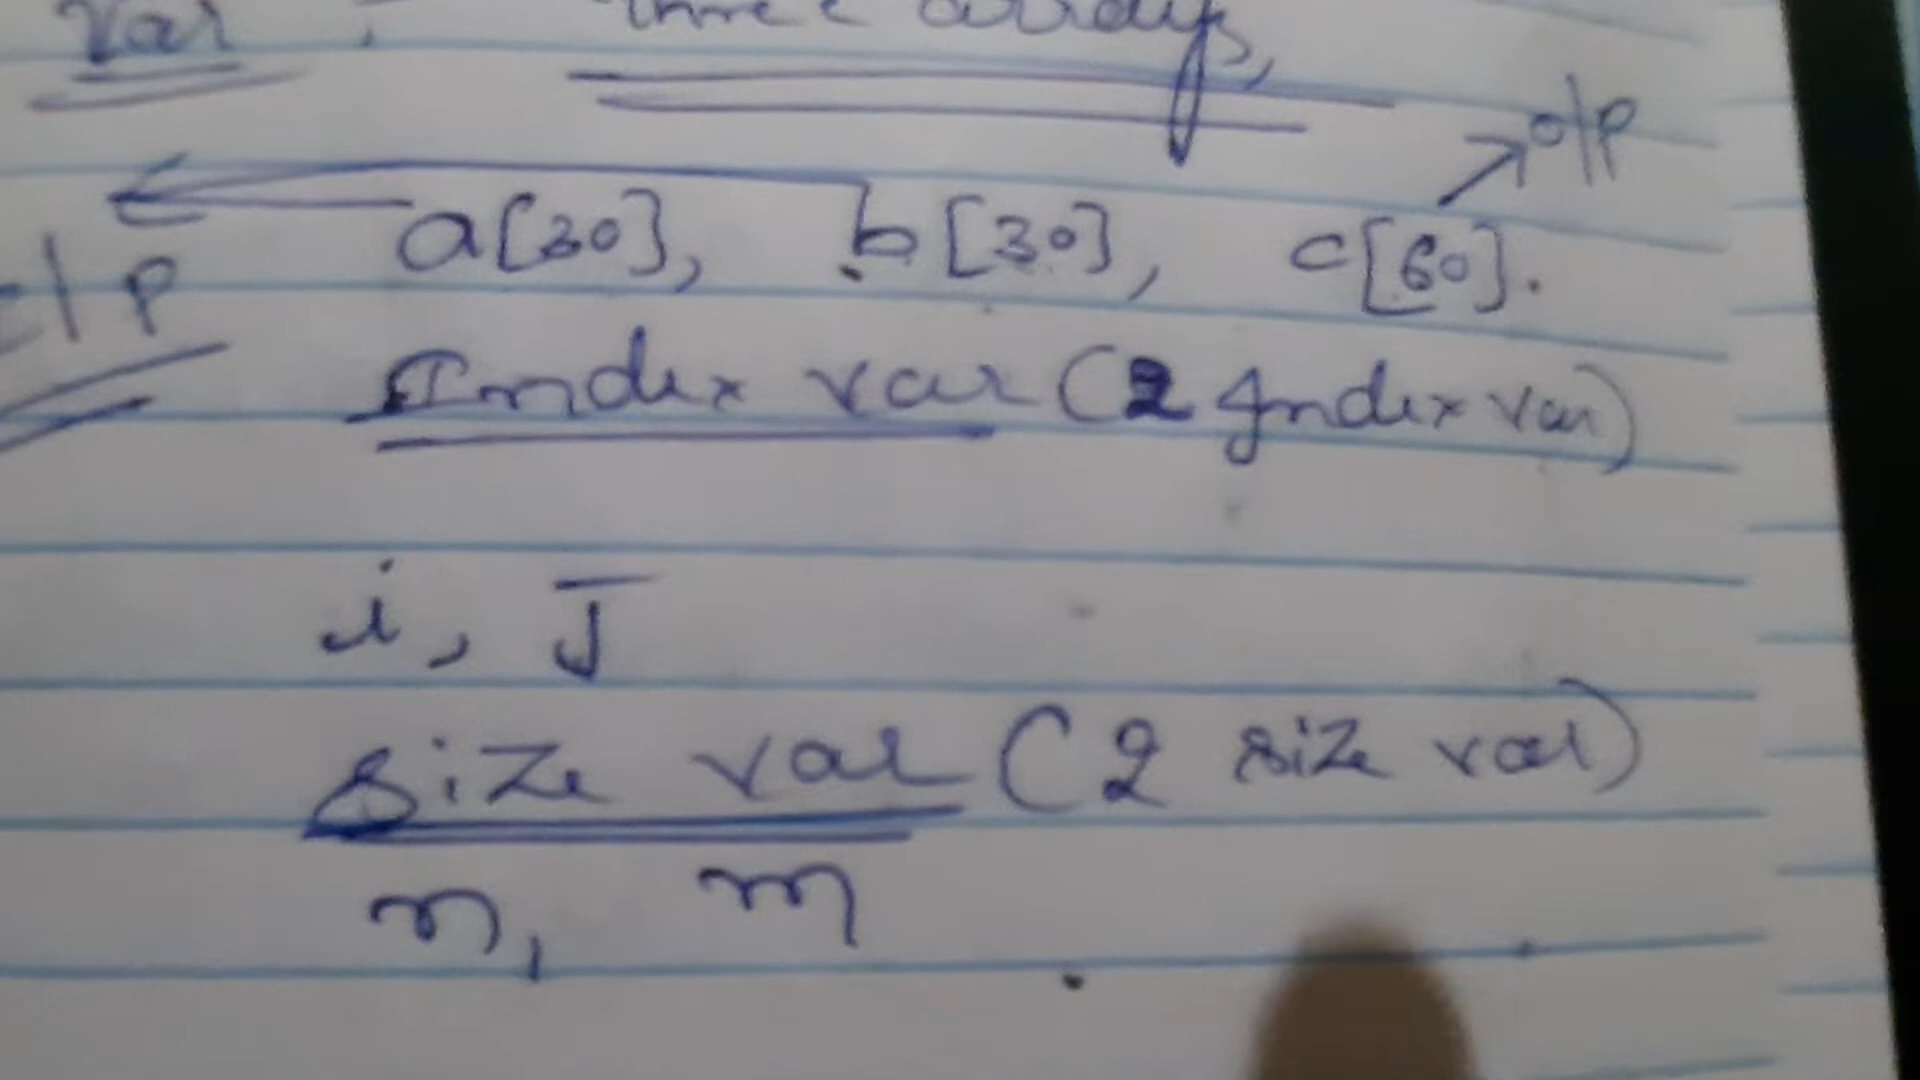 Var : three arrays,
o/p
a[30], b[30], c[60].
I/P
Index var (2 Index var)
i, J
Size var (2 size var)
n, m